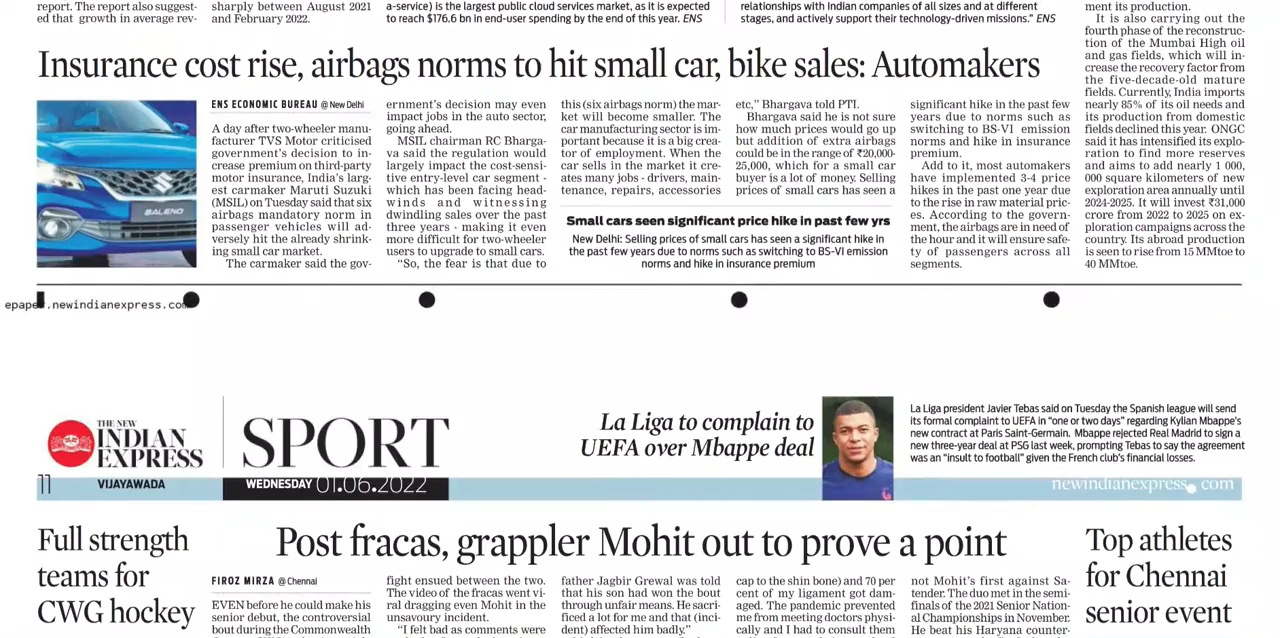 report. The report also suggest-
ed that growth in average rev-
sharply between August 2021
and February 2022.
a-service) is the largest public cloud services market, as it is expected
to reach $176.6 bn in end-user spending by the end of this year. ENS
relationships with Indian companies of all sizes and at different
stages, and actively support their technology-driven missions.” ENS
ment its production.
It is also carrying out the
fourth phase of the reconstruc-
tion of the Mumbai High oil
and gas fields, which will in-
crease the recovery factor from
the five-decade-old mature
fields. Currently, India imports
nearly 85% of its oil needs and
its production from domestic
fields declined this year. ONGC
said it has intensified its explo-
ration to find more reserves
and aims to add nearly 1 000,
000 square kilometers of new
exploration area annually until
2024-2025. It will invest ₹31,000
crore from 2022 to 2025 on ex-
ploration campaigns across the
country. Its abroad production
is seen to rise from 15 MMtoe to
40 MMtoe.
Insurance cost rise, airbags norms to hit small car, bike sales: Automakers
BALENO
ENS ECONOMIC BUREAU @ New Delhi
A day after two-wheeler manu-
facturer TVS Motor criticised
government’s decision to in-
crease premium on third-party
motor insurance, India’s larg-
est carmaker Maruti Suzuki
(MSIL) on Tuesday said that six
airbags mandatory norm in
passenger vehicles will ad-
versely hit the already shrink-
ing small car market.
The carmaker said the gov-
ernment’s decision may even
impact jobs in the auto sector,
going ahead.
MSIL chairman RC Bharga-
va said the regulation would
largely impact the cost-sensi-
tive entry-level car segment -
which has been facing head-
winds and witnessing
dwindling sales over the past
three years - making it even
more difficult for two-wheeler
users to upgrade to small cars.
“So, the fear is that due to
this (six airbags norm) the mar-
ket will become smaller. The
car manufacturing sector is im-
portant because it is a big crea-
tor of employment. When the
car sells in the market it cre-
ates many jobs - drivers, main-
tenance, repairs, accessories
etc,” Bhargava told PTI.
Bhargava said he is not sure
how much prices would go up
but addition of extra airbags
could be in the range of ₹20,000-
25,000, which for a small car
buyer is a lot of money. Selling
prices of small cars has seen a
significant hike in the past few
years due to norms such as
switching to BS-VI emission
norms and hike in insurance
premium.
Add to it, most automakers
have implemented 3-4 price
hikes in the past one year due
to the rise in raw material pric-
es. According to the govern-
ment, the airbags are in need of
the hour and it will ensure safe-
ty of passengers across all
segments.
Small cars seen significant price hike in past few yrs
New Delhi: Selling prices of small cars has seen a significant hike in
the past few years due to norms such as switching to BS-VI emission
norms and hike in insurance premium
epaper.newindianexpress.com
THE NEW
INDIAN
EXPRESS
11
VIJAYAWADA
SPORT
WEDNESDAY 01.06.2022
La Liga to complain to
UEFA over Mbappe deal
La Liga president Javier Tebas said on Tuesday the Spanish league will send
its formal complaint to UEFA in “one or two days” regarding Kylian Mbappe’s
new contract at Paris Saint-Germain. Mbappe rejected Real Madrid to sign a
new three-year deal at PSG last week, prompting Tebas to say the agreement
was an “insult to football” given the French club’s financial losses.
newindianexpress.com
Full strength
teams for
CWG hockey
Post fracas, grappler Mohit out to prove a point
FIROZ MIRZA @ Chennai
EVEN before he could make his
senior debut, the controversial
bout during the Commonwealth
fight ensued between the two.
The video of the fracas went vi-
ral dragging even Mohit in the
unsavoury incident.
“I felt bad as comments were
father Jagbir Grewal was told
that his son had won the bout
through unfair means. He sacri-
ficed a lot for me and that (inci-
dent) affected him badly.”
cap to the shin bone) and 70 per
cent of my ligament got dam-
aged. The pandemic prevented
me from meeting doctors physi-
cally and I had to consult them
not Mohit’s first against Sa-
tender. The duo met in the semi-
finals of the 2021 Senior Nation-
al Championships in November.
He beat his Haryana counter-
Top athletes
for Chennai
senior event